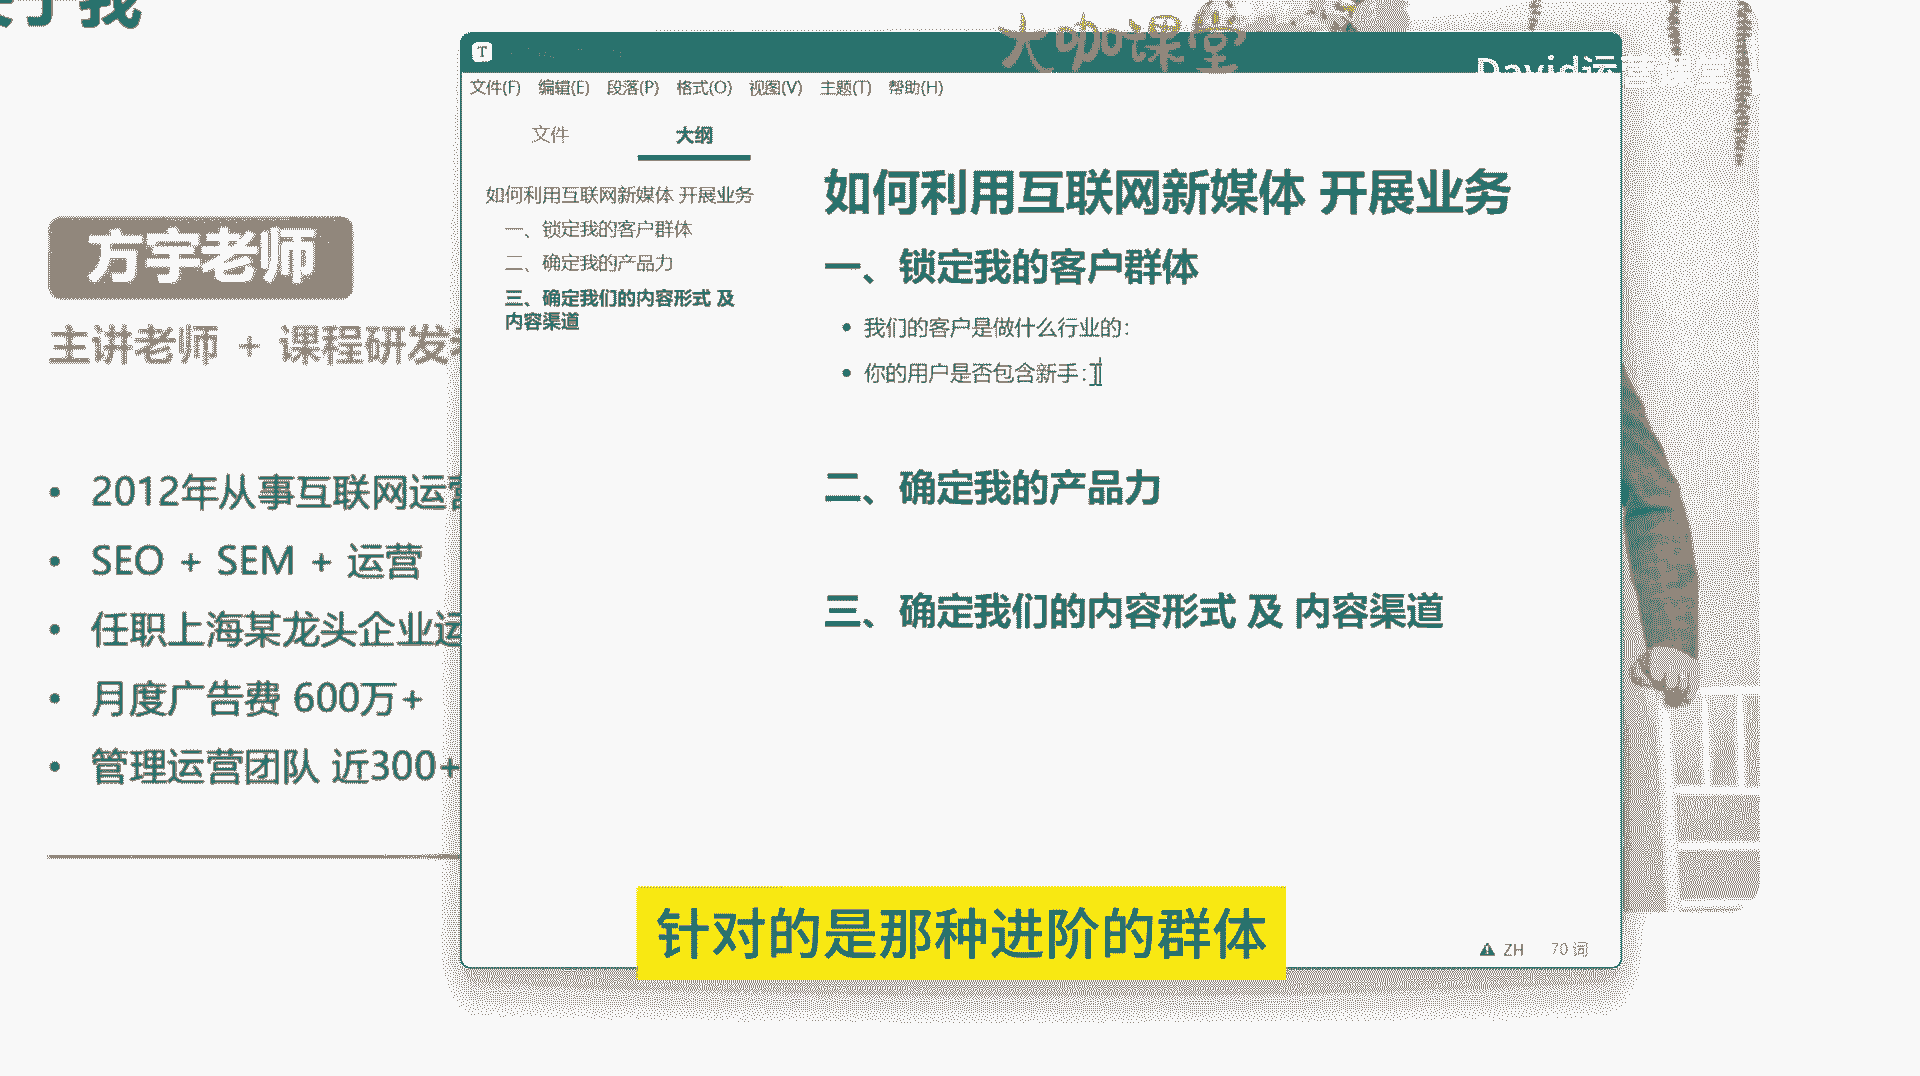 大咖课堂
David运营课堂
方宇老师
主讲老师 + 课程研发
• 2012年从事互联网运营
• SEO + SEM + 运营
• 任职上海某龙头企业运
• 月度广告费 600万+
• 管理运营团队 近300+
T
文件(F) 编辑(E) 段落(P) 格式(O) 视图(V) 主题(T) 帮助(H)
文件 大纲
如何利用互联网新媒体 开展业务
一、锁定我的客户群体
二、确定我的产品力
三、确定我们的内容形式 及
内容渠道
如何利用互联网新媒体 开展业务
一、锁定我的客户群体
• 我们的客户是做什么行业的：
• 你的用户是否包含新手：
二、确定我的产品力
三、确定我们的内容形式 及 内容渠道
ZH 70 词
针对的是那种进阶的群体